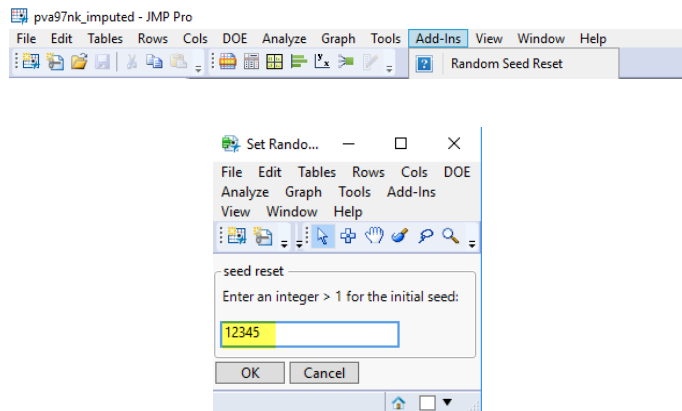 pva97nk_imputed - JMP Pro
File Edit Tables Rows Cols DOE Analyze Graph Tools Add-Ins View Window Help
Random Seed Reset
Set Rando...
File Edit Tables Rows Cols DOE
Analyze Graph Tools Add-Ins
View Window Help
seed reset
Enter an integer > 1 for the initial seed:
12345
OK Cancel